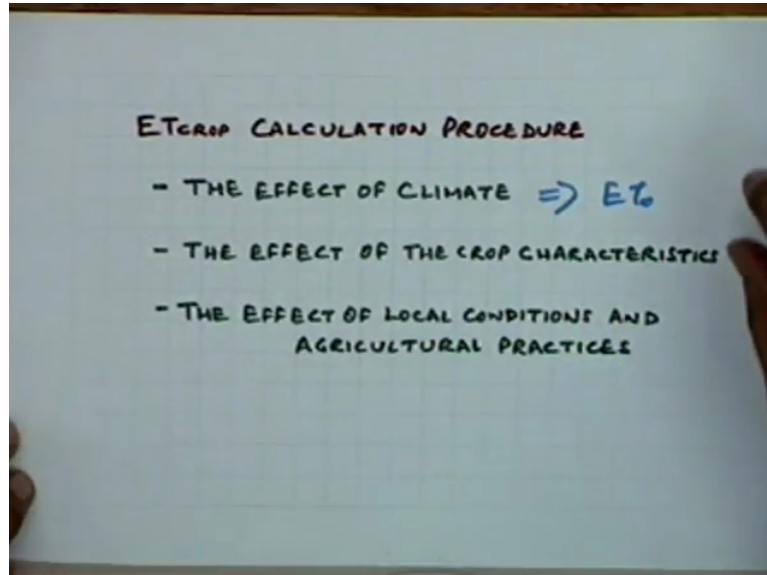 ETCROP CALCULATION PROCEDURE
- THE EFFECT OF CLIMATE => ETo
- THE EFFECT OF THE CROP CHARACTERISTICS
- THE EFFECT OF LOCAL CONDITIONS AND
AGRICULTURAL PRACTICES